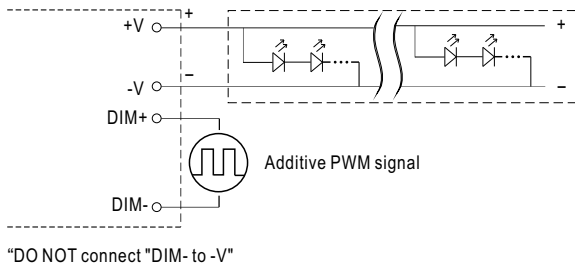 +V + +
-V − −
DIM+
Additive PWM signal
DIM-
“DO NOT connect "DIM- to -V"